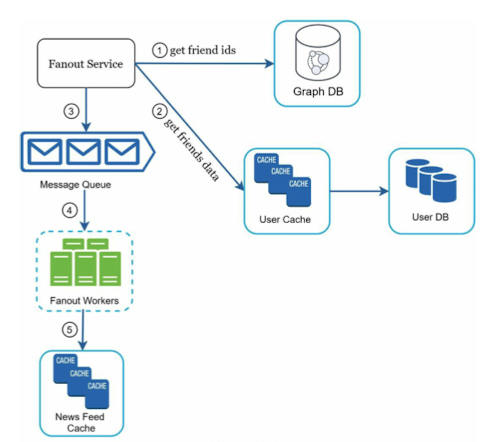 Fanout Service
① get friend ids
Graph DB
③
② get friends data
CACHE
CACHE
CACHE
Message Queue
User Cache
User DB
④
Fanout Workers
⑤
CACHE
CACHE
CACHE
News Feed
Cache